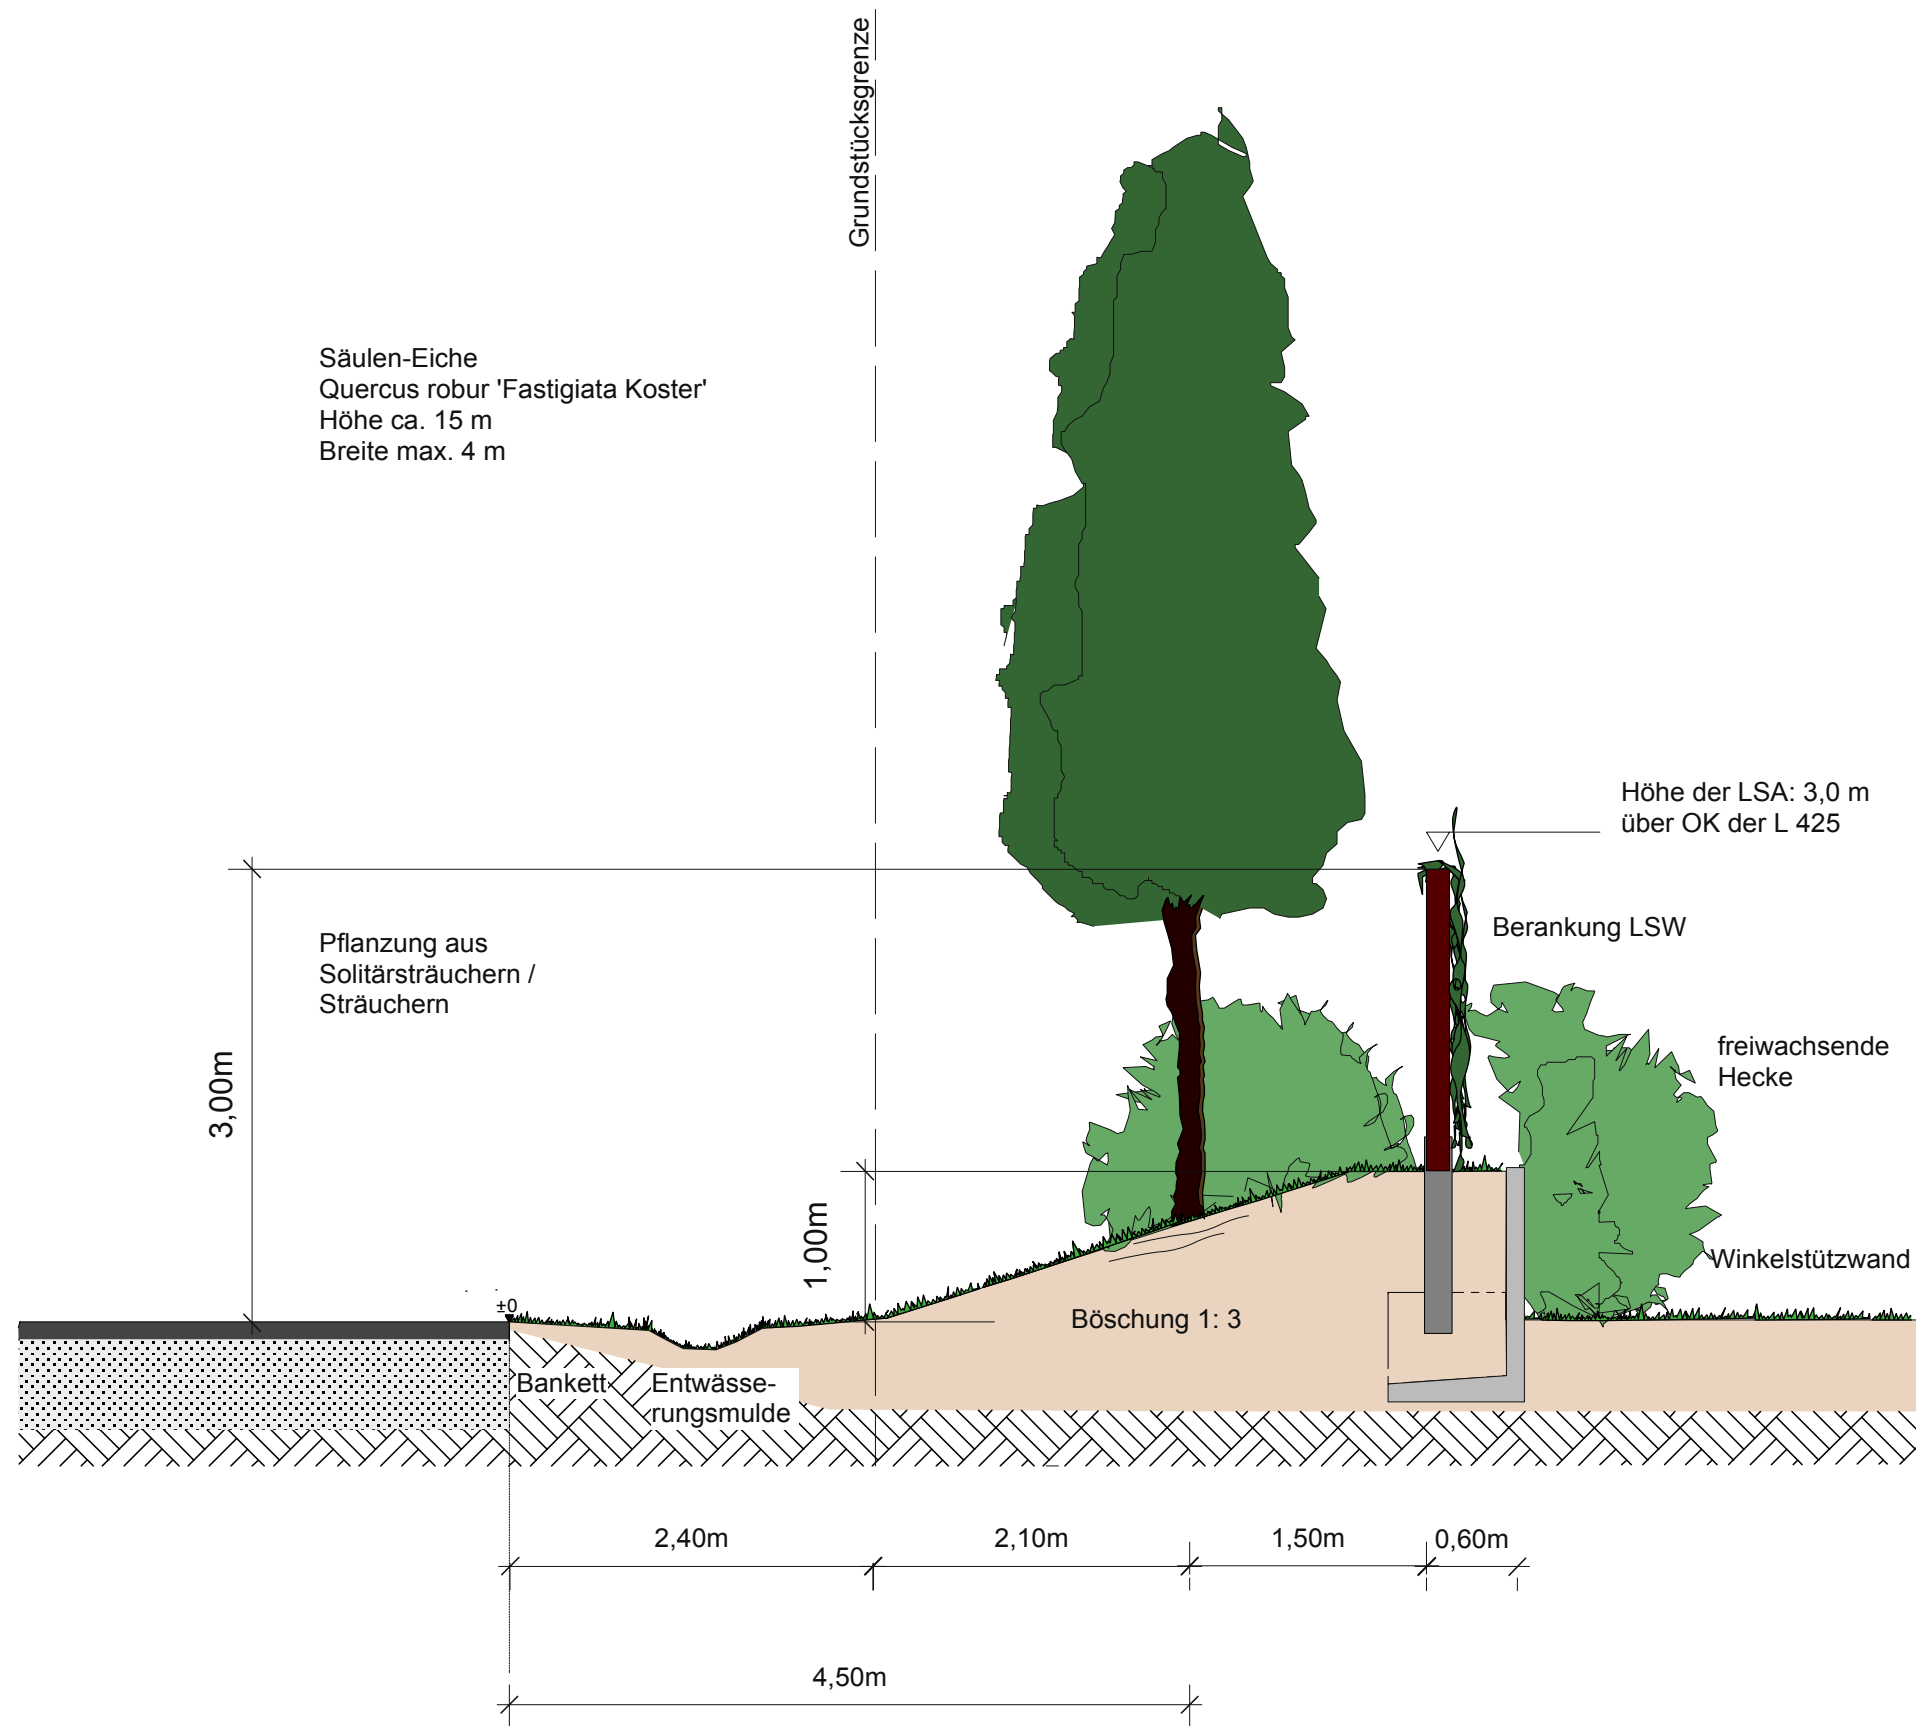 Grundstücksgrenze
Säulen-Eiche
Quercus robur 'Fastigiata Koster'
Höhe ca. 15 m
Breite max. 4 m
Höhe der LSA: 3,0 m
über OK der L 425
Berankung LSW
Pflanzung aus
Solitärsträuchern /
Sträuchern
freiwachsende
Hecke
3,00m
1,00m
Winkelstützwand
±0
Böschung 1: 3
Bankett
Entwässe-
rungsmulde
2,40m
2,10m
1,50m
0,60m
4,50m